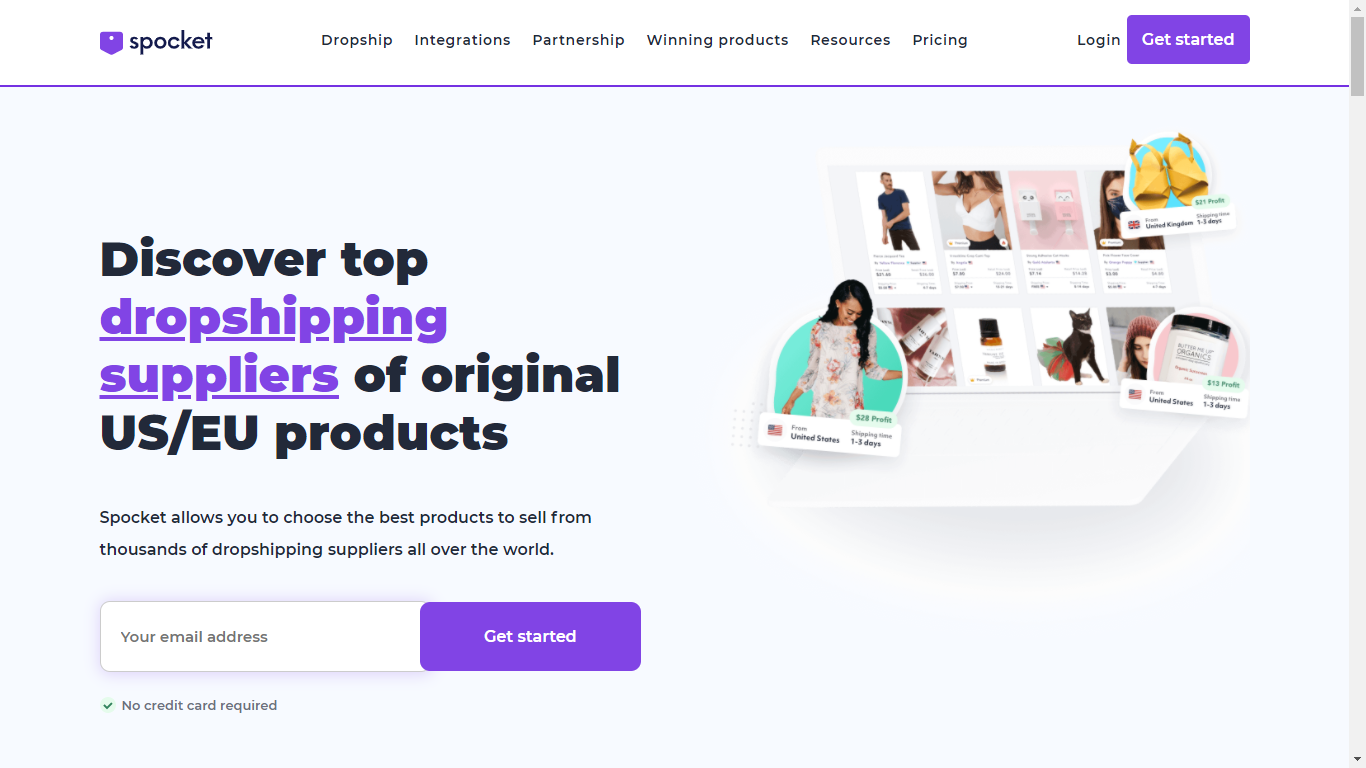 spocket
Dropship
Integrations
Partnership
Winning products
Resources
Pricing
Login
Get started
Discover top
dropshipping
suppliers of original
US/EU products
Spocket allows you to choose the best products to sell from
thousands of dropshipping suppliers all over the world.
Your email address
Get started
No credit card required
$21 Profit
From
United Kingdom
Shipping time
1-3 days
$28 Profit
From
United States
Shipping time
1-3 days
BUTTER ME UP
ORGANICS
$13 Profit
From
United States
Shipping time
1-3 days